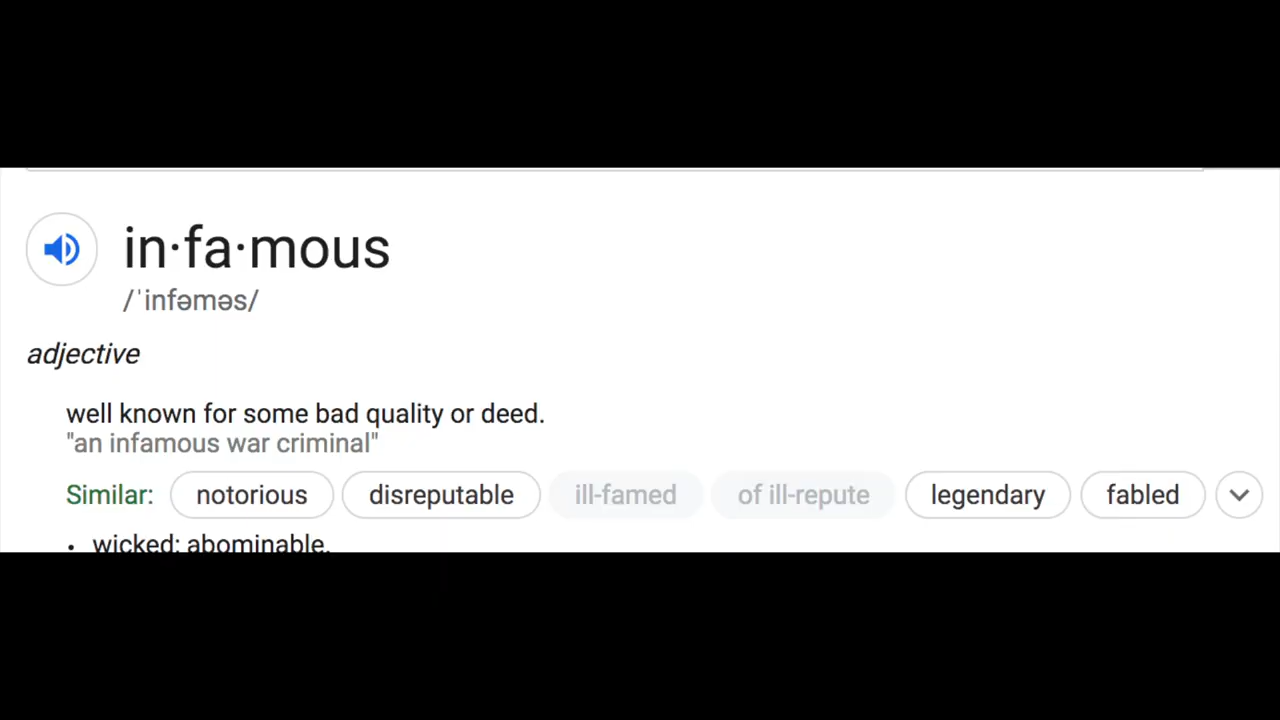 in·fa·mous
/ˈinfəməs/
adjective
well known for some bad quality or deed.
"an infamous war criminal"
Similar: notorious disreputable ill-famed of ill-repute legendary fabled
• wicked; abominable.